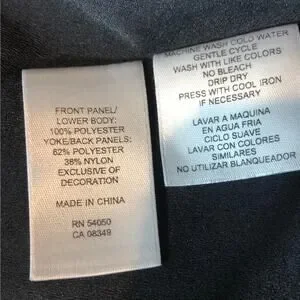 FRONT PANEL/
LOWER BODY:
100% POLYESTER
YOKE/BACK PANELS:
62% POLYESTER
38% NYLON
EXCLUSIVE OF
DECORATION
MADE IN CHINA
RN 54050
CA 08349
MACHINE WASH COLD WATER
GENTLE CYCLE
WASH WITH LIKE COLORS
NO BLEACH
DRIP DRY
PRESS WITH COOL IRON
IF NECESSARY
LAVAR A MAQUINA
EN AGUA FRIA
CICLO SUAVE
LAVAR CON COLORES
SIMILARES
NO UTILIZAR BLANQUEADOR